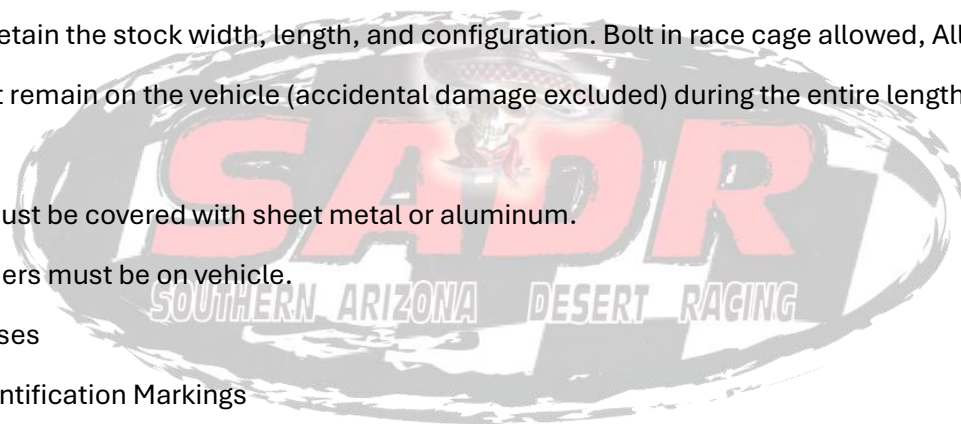 etain the stock width, length, and configuration. Bolt in race cage allowed, All
remain on the vehicle (accidental damage excluded) during the entire length
SADR
ust be covered with sheet metal or aluminum.
ers must be on vehicle.
SOUTHERN ARIZONA DESERT RACING
ses
ntification Markings